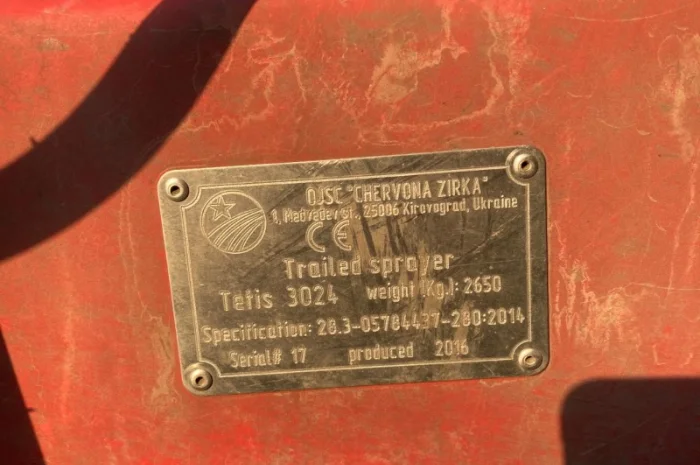 OJSC "CHERVONA ZIRKA"
1, Medvedev st., 25006 Kirovograd, Ukraine
CE
Trailed sprayer
Tetis 3024 weight (Kg.): 2650
Specification: 28.3-05784437-280:2014
Serial# 17 produced 2016